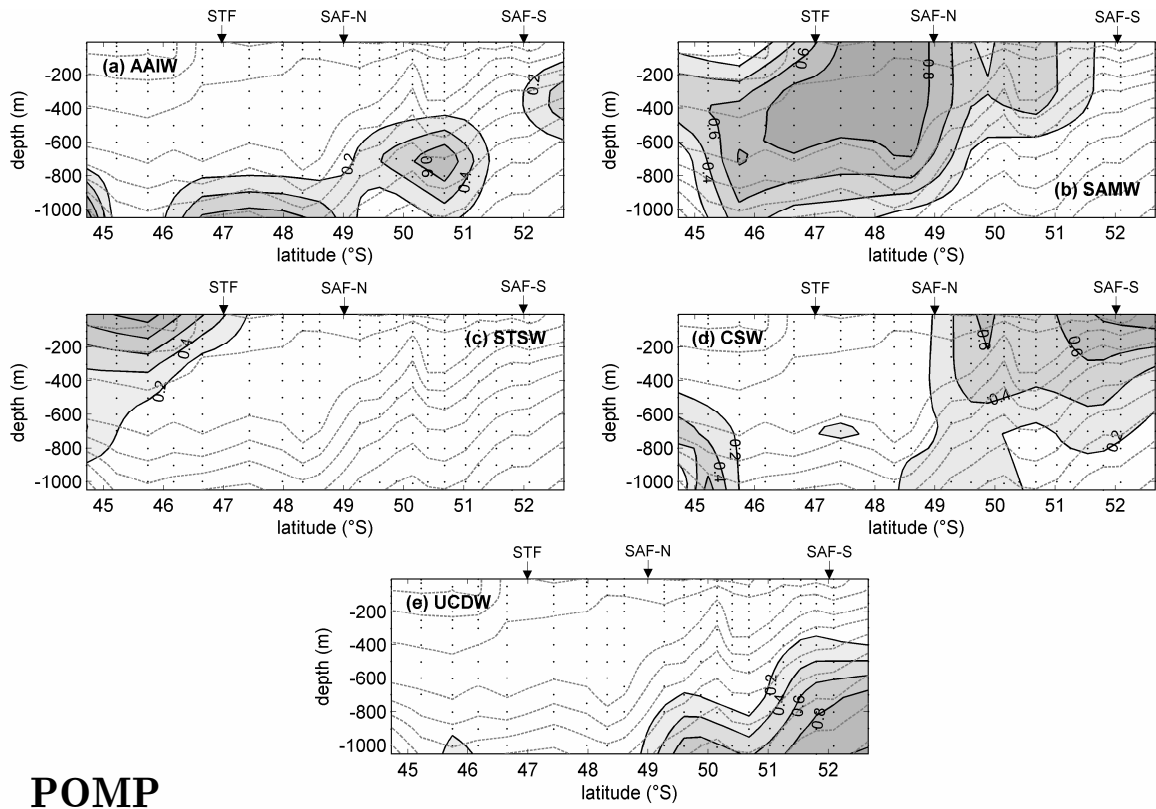 STF SAF-N SAF-S
STF SAF-N SAF-S
(a) AAIW
-200
-400
-600
-800
-1000
depth (m)
0.2
0.2
0.4
0.6
45 46 47 48 49 50 51 52
latitude (°S)
(b) SAMW
-200
-400
-600
-800
-1000
depth (m)
0.6
0.8
0.6
0.4
45 46 47 48 49 50 51 52
latitude (°S)
STF SAF-N SAF-S
STF SAF-N SAF-S
(c) STSW
-200
-400
-600
-800
-1000
depth (m)
0.4
0.2
45 46 47 48 49 50 51 52
latitude (°S)
(d) CSW
-200
-400
-600
-800
-1000
depth (m)
0.6
0.6
0.4
0.2
0.2
0.4
45 46 47 48 49 50 51 52
latitude (°S)
STF SAF-N SAF-S
(e) UCDW
-200
-400
-600
-800
-1000
depth (m)
0.2
0.4
0.6
0.8
45 46 47 48 49 50 51 52
latitude (°S)
POMP